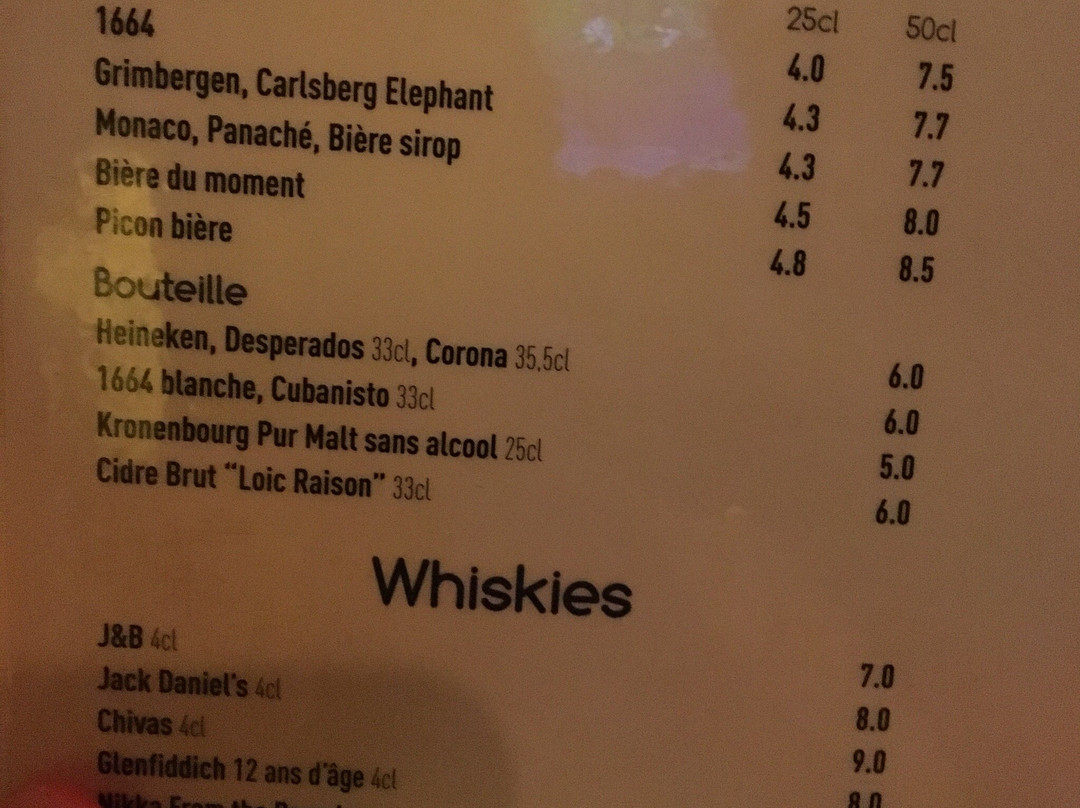 25cl 50cl
1664 4.0 7.5
Grimbergen, Carlsberg Elephant 4.3 7.7
Monaco, Panaché, Bière sirop 4.3 7.7
Bière du moment 4.5 8.0
Picon bière 4.8 8.5
Bouteille
Heineken, Desperados 33cl, Corona 35,5cl 6.0
1664 blanche, Cubanisto 33cl 6.0
Kronenbourg Pur Malt sans alcool 25cl 5.0
Cidre Brut “Loic Raison” 33cl 6.0
Whiskies
J&B 4cl 7.0
Jack Daniel's 4cl 8.0
Chivas 4cl 9.0
Glenfiddich 12 ans d'âge 4cl
Nikka From the